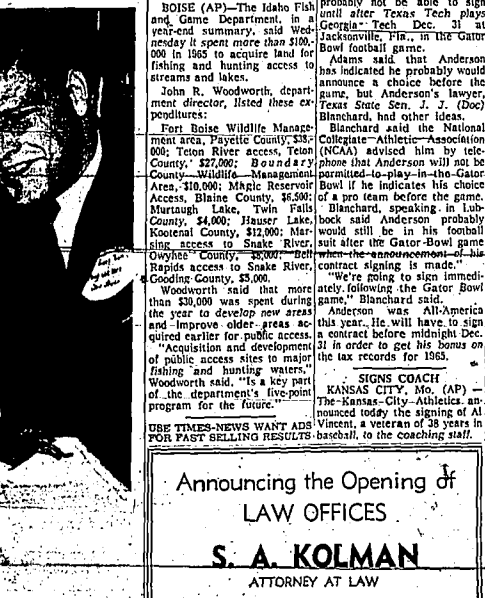 BOISE (AP)—The Idaho Fish
and Game Department, in a
year-end summary, said Wed-
nesday it spent more than $100,-
000 in 1965 to acquire land for
fishing and hunting access to
streams and lakes.
John R. Woodworth, depart-
ment director, listed these ex-
penditures:
Fort Boise Wildlife Manage-
ment area, Payette County, $38,-
000; Teton River access, Teton
County, $27,000; Boundary
County Wildlife Management
Area, $10,000; Magic Reservoir
Access, Blaine County, $6,500;
Murtaugh Lake, Twin Falls
County, $4,000; Hauser Lake,
Kootenai County, $12,000; Mar-
sing access to Snake River,
Owyhee County, $8,000; Bell
Rapids access to Snake River,
Gooding County, $5,000.
Woodworth said that more
than $30,000 was spent during
the year to develop new areas
and improve older areas ac-
quired earlier for public access.
"Acquisition and development
of public access sites to major
fishing and hunting waters,"
Woodworth said, "Is a key part
of the department's five-point
program for the future."
USE TIMES-NEWS WANT ADS
FOR FAST SELLING RESULTS
probably not be able to sign
until after Texas Tech plays
Georgia Tech Dec. 31 at
Jacksonville, Fla., in the Gator
Bowl football game.
Adams said that Anderson
has indicated he probably would
announce a choice before the
game, but Anderson's lawyer,
Texas State Sen. J. J. (Doc)
Blanchard, had other ideas.
Blanchard said the National
Collegiate Athletic Association
(NCAA) advised him by tele-
phone that Anderson will not be
permitted to play in the Gator
Bowl if he indicates his choice
of a pro team before the game.
Blanchard, speaking in Lub-
bock said Anderson probably
would still be in his football
suit after the Gator Bowl game
when the announcement of his
contract signing is made."
"We're going to sign immedi-
ately following the Gator Bowl
game," Blanchard said.
Anderson was All-America
this year. He will have to sign
a contract before midnight Dec.
31 in order to get his bonus on
the tax records for 1965.
SIGNS COACH
KANSAS CITY, Mo. (AP) —
The Kansas City Athletics an-
nounced today the signing of Al
Vincent, a veteran of 38 years in
baseball, to the coaching staff.
Announcing the Opening of
LAW OFFICES
S. A. KOLMAN
ATTORNEY AT LAW